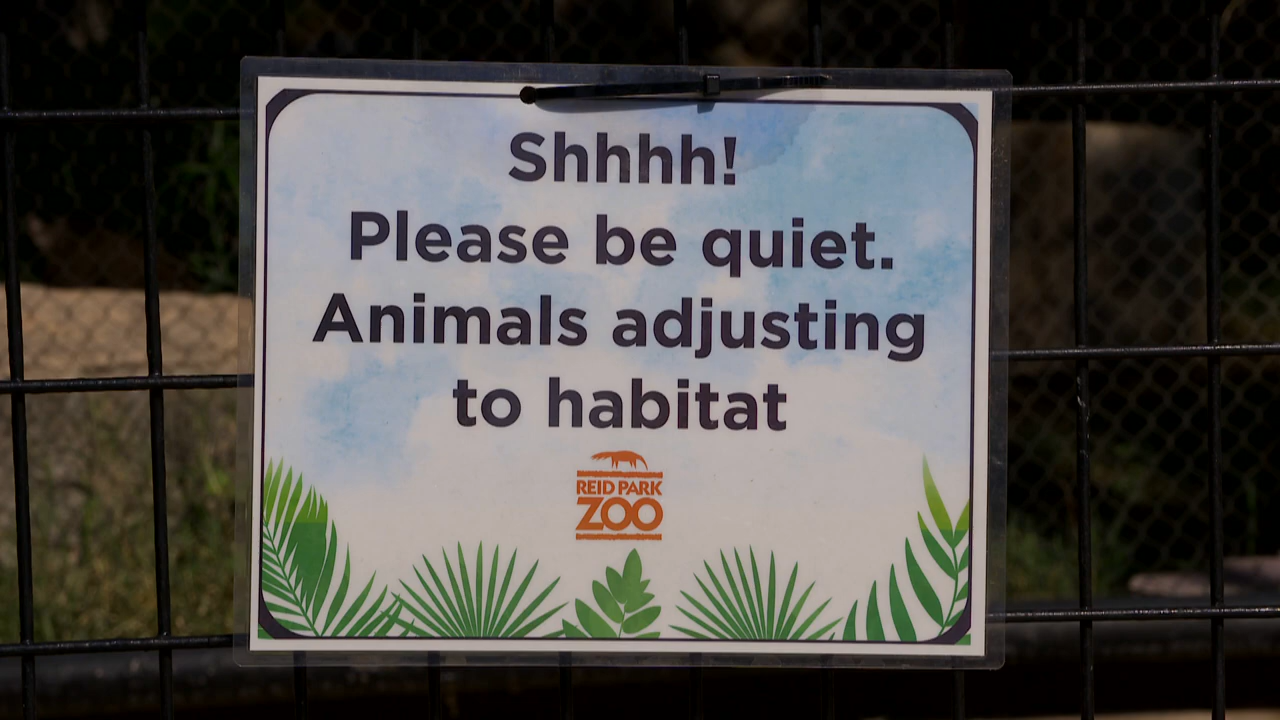 Shhhh!
Please be quiet.
Animals adjusting
to habitat
REID PARK
ZOO